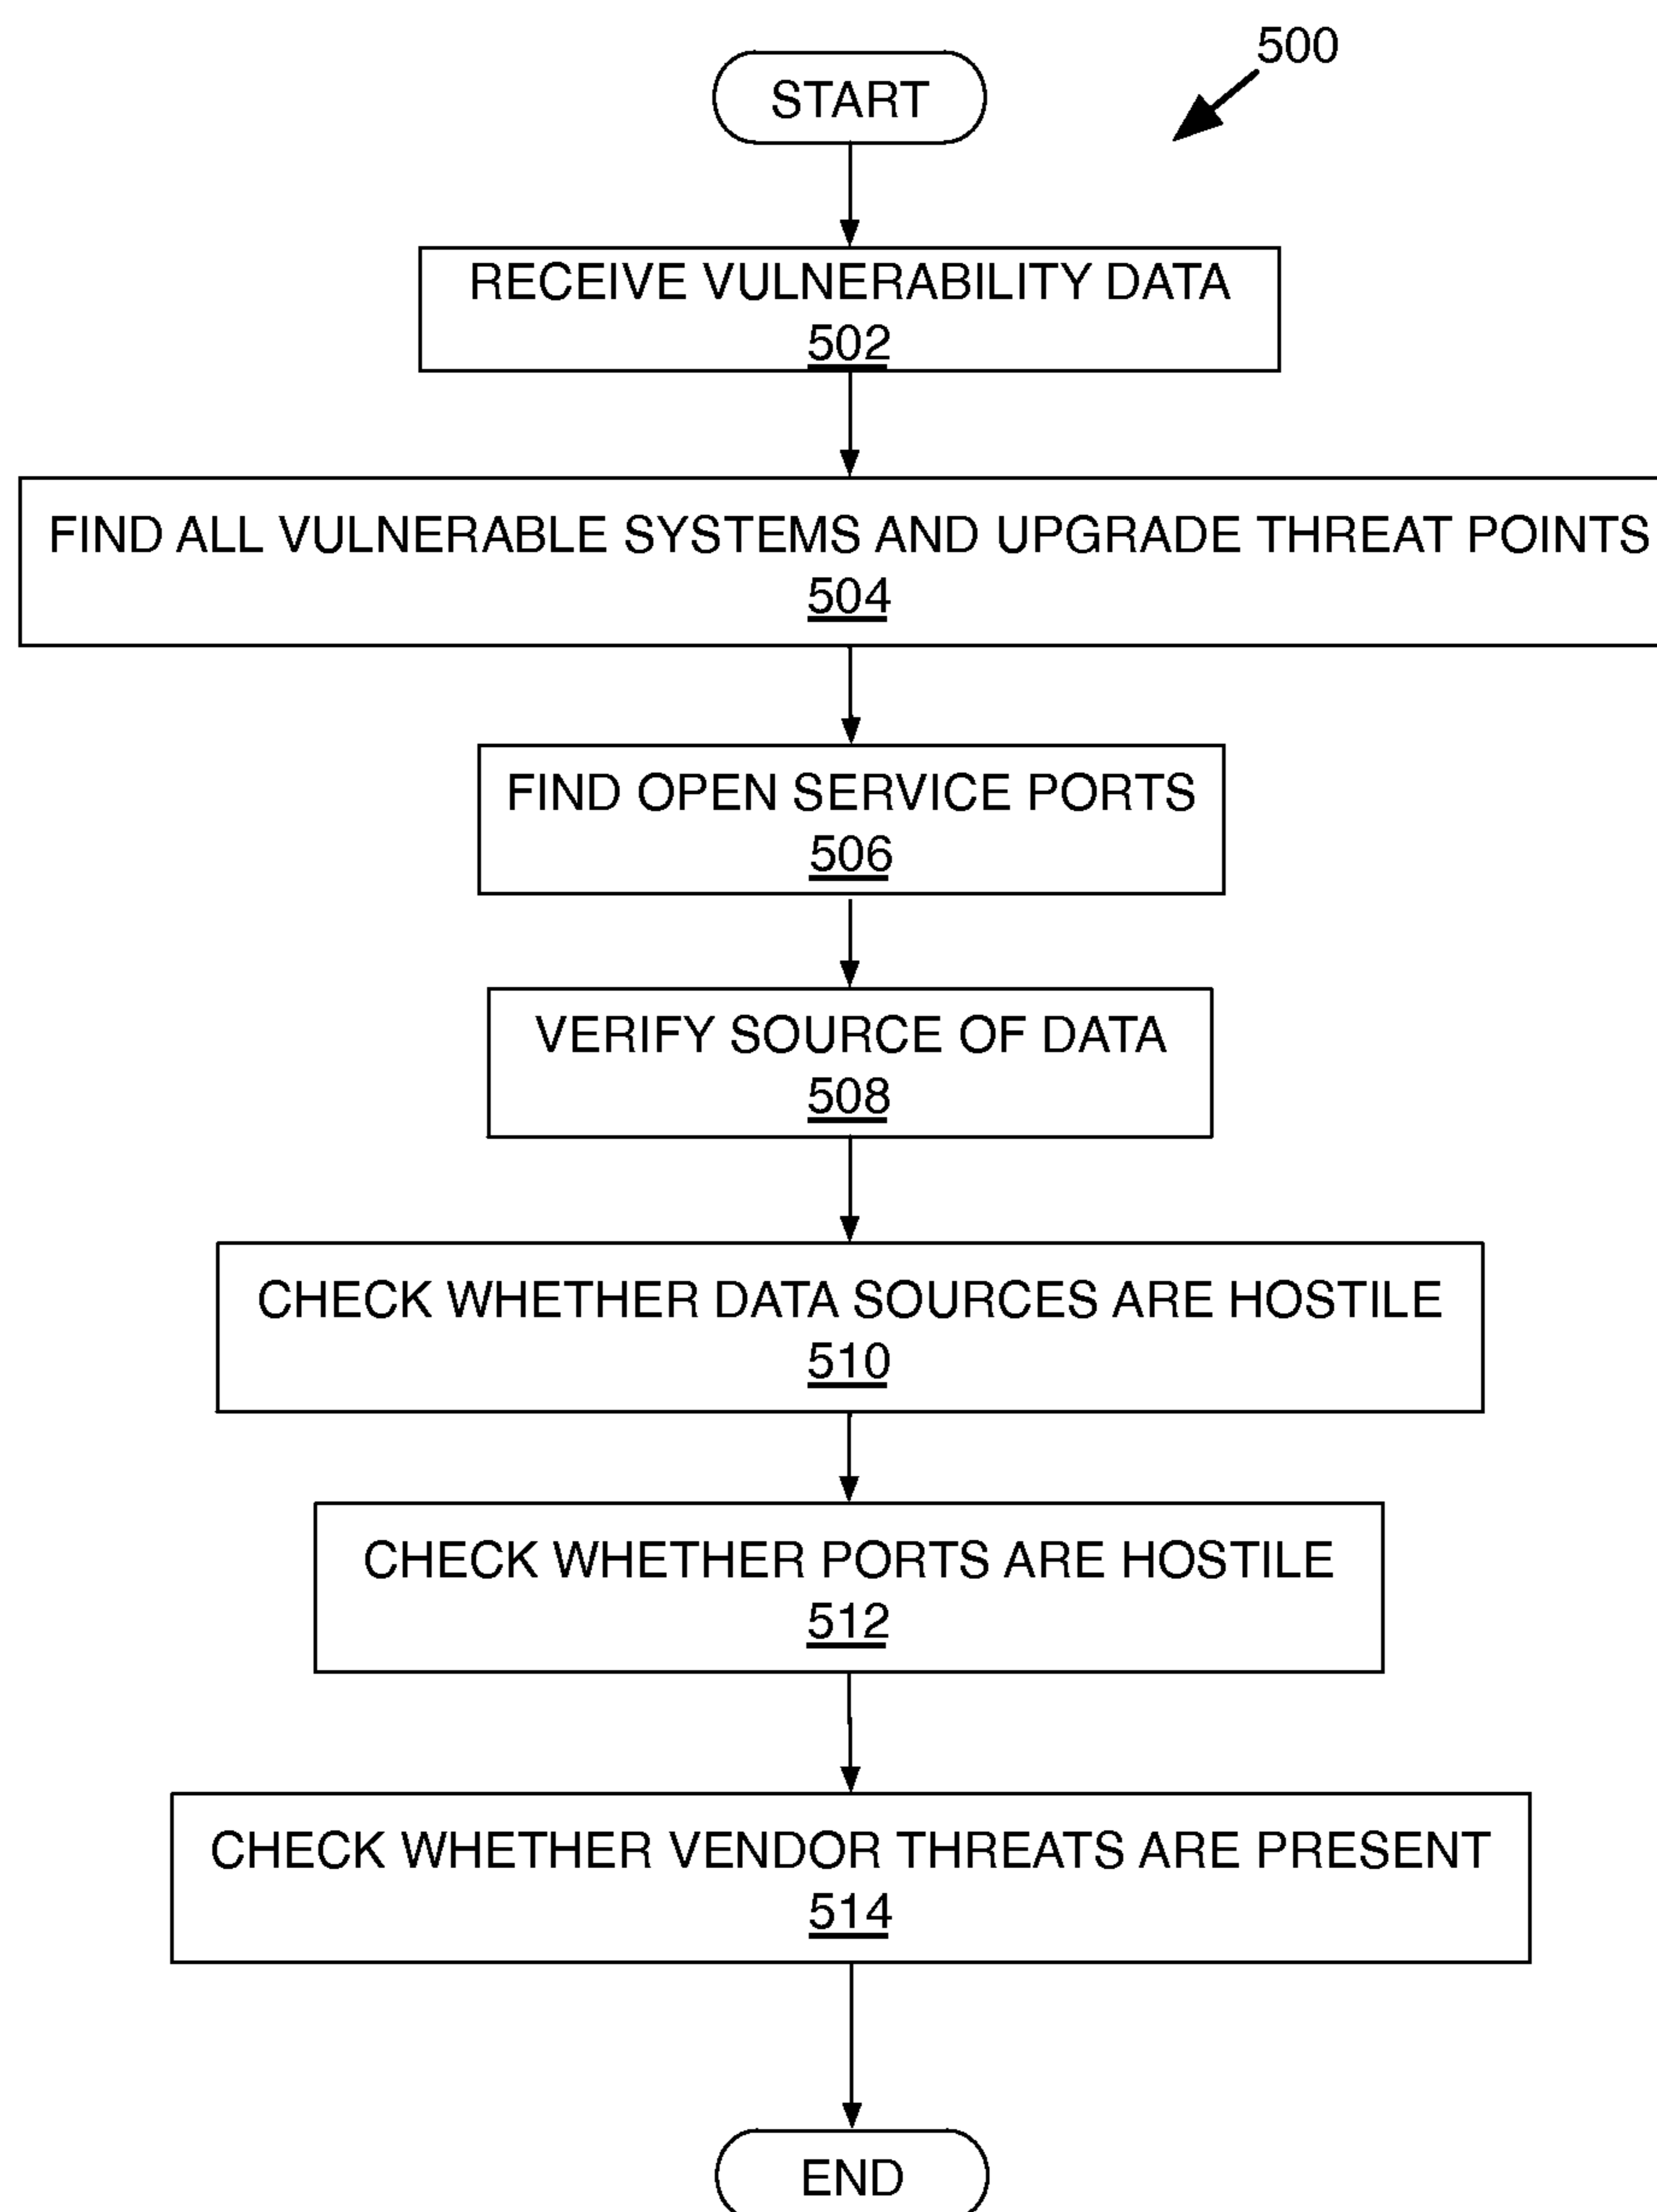 500
START
RECEIVE VULNERABILITY DATA
502
FIND ALL VULNERABLE SYSTEMS AND UPGRADE THREAT POINTS
504
FIND OPEN SERVICE PORTS
506
VERIFY SOURCE OF DATA
508
CHECK WHETHER DATA SOURCES ARE HOSTILE
510
CHECK WHETHER PORTS ARE HOSTILE
512
CHECK WHETHER VENDOR THREATS ARE PRESENT
514
END